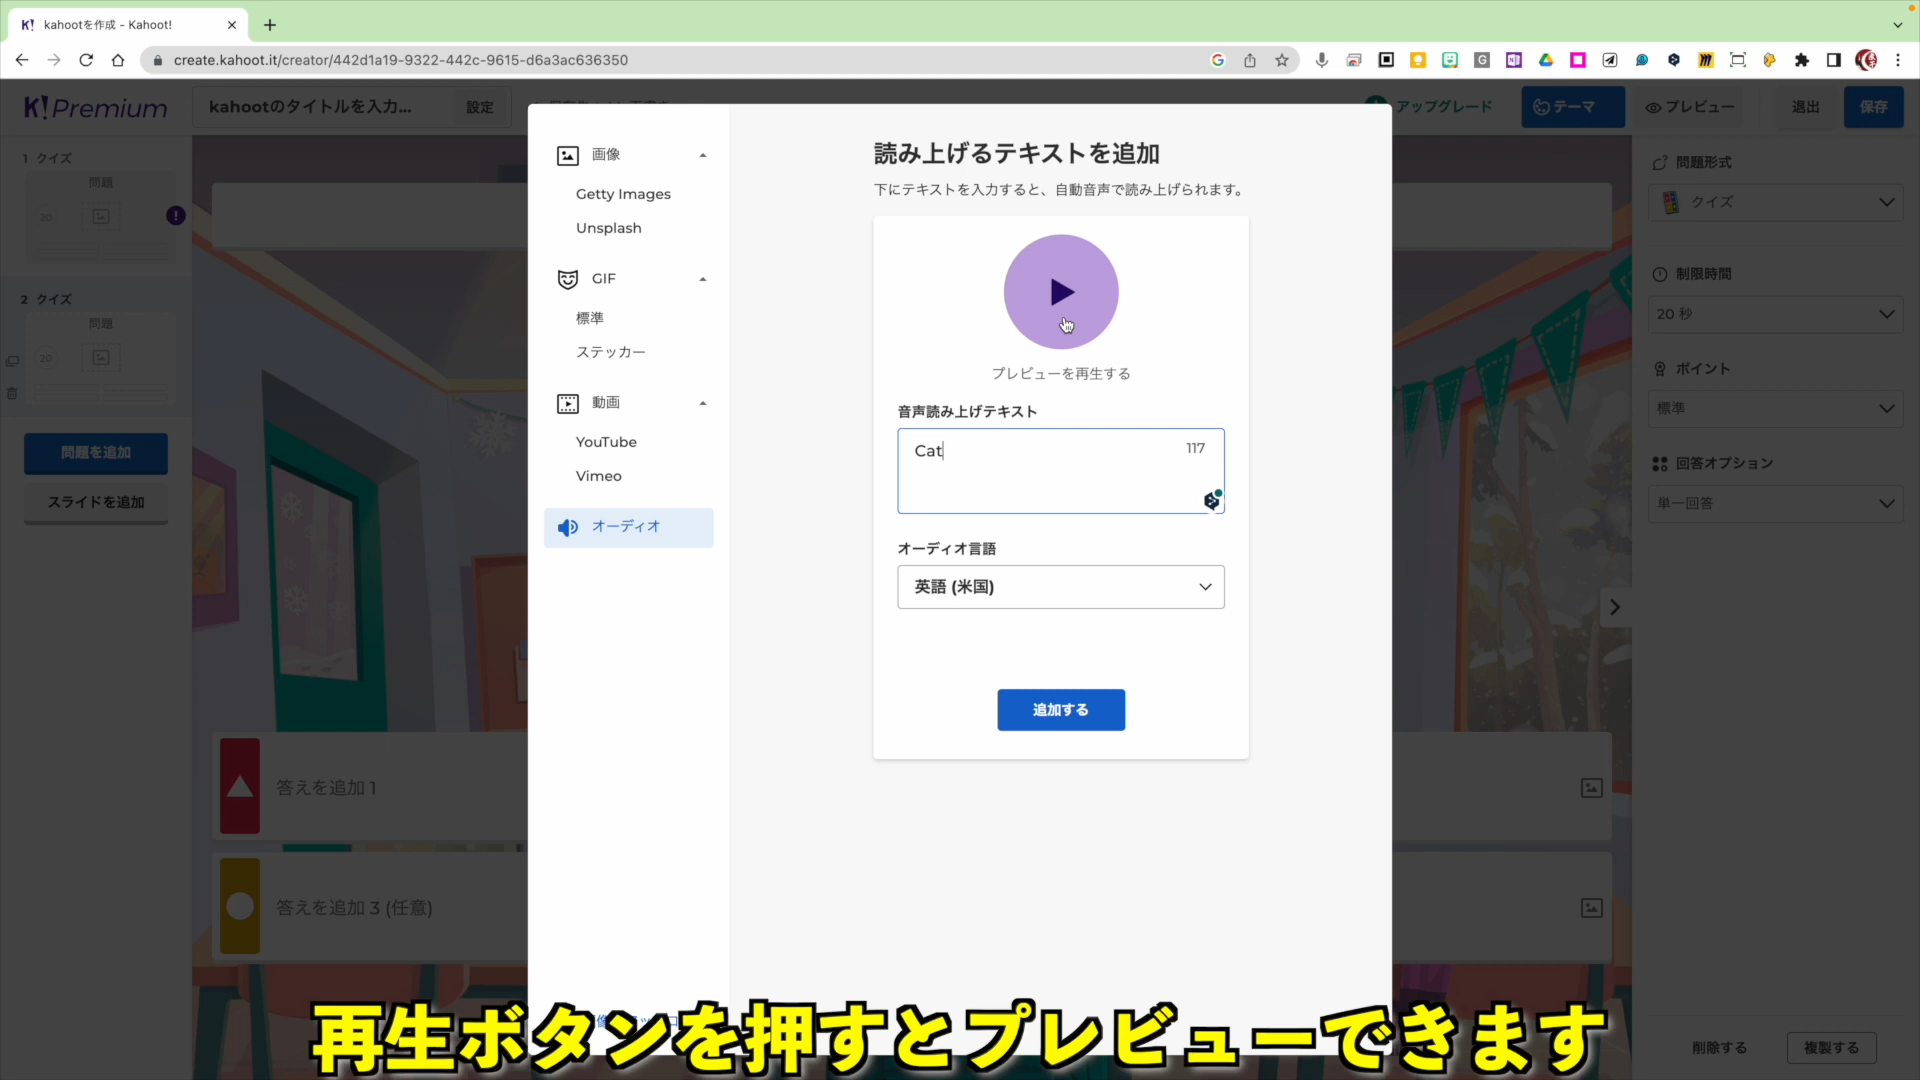 kahootを作成 - Kahoot!
create.kahoot.it/creator/442d1a19-9322-442c-9615-d6a3ac636350
K!Premium
kahootのタイトルを入力...
設定
アップグレード
テーマ
プレビュー
退出
保存
1 クイズ
問題
20
2 クイズ
問題
20
問題を追加
スライドを追加
画像
Getty Images
Unsplash
GIF
標準
ステッカー
動画
YouTube
Vimeo
オーディオ
読み上げるテキストを追加
下にテキストを入力すると、自動音声で読み上げられます。
プレビューを再生する
音声読み上げテキスト
Cat
117
オーディオ言語
英語 (米国)
追加する
問題形式
クイズ
制限時間
20 秒
ポイント
標準
回答オプション
単一回答
答えを追加 1
答えを追加 3 (任意)
再生ボタンを押すとプレビューできます
削除する
複製する